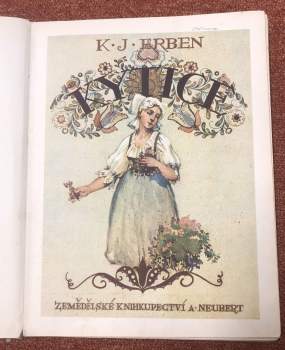 K·J·ERBEN
KYTICE
ZEMĚDĚLSKÉ KNIHKUPECTVÍ A·NEUBERT